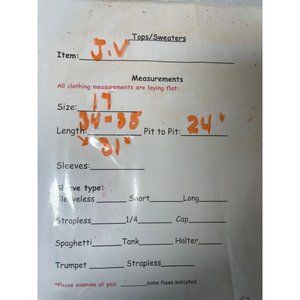 Tops/Sweaters
Item: J.V
Measurements
All clothing measurements are laying flat:
Size: 17
34-35
Length: Pit to Pit: 24"
31"
Sleeves:
Sleeve type:
Sleeveless Short Long
Strapless 1/4 Cap
Spaghetti Tank Halter
Trumpet Strapless
*Please examine all pics some flaws indicated